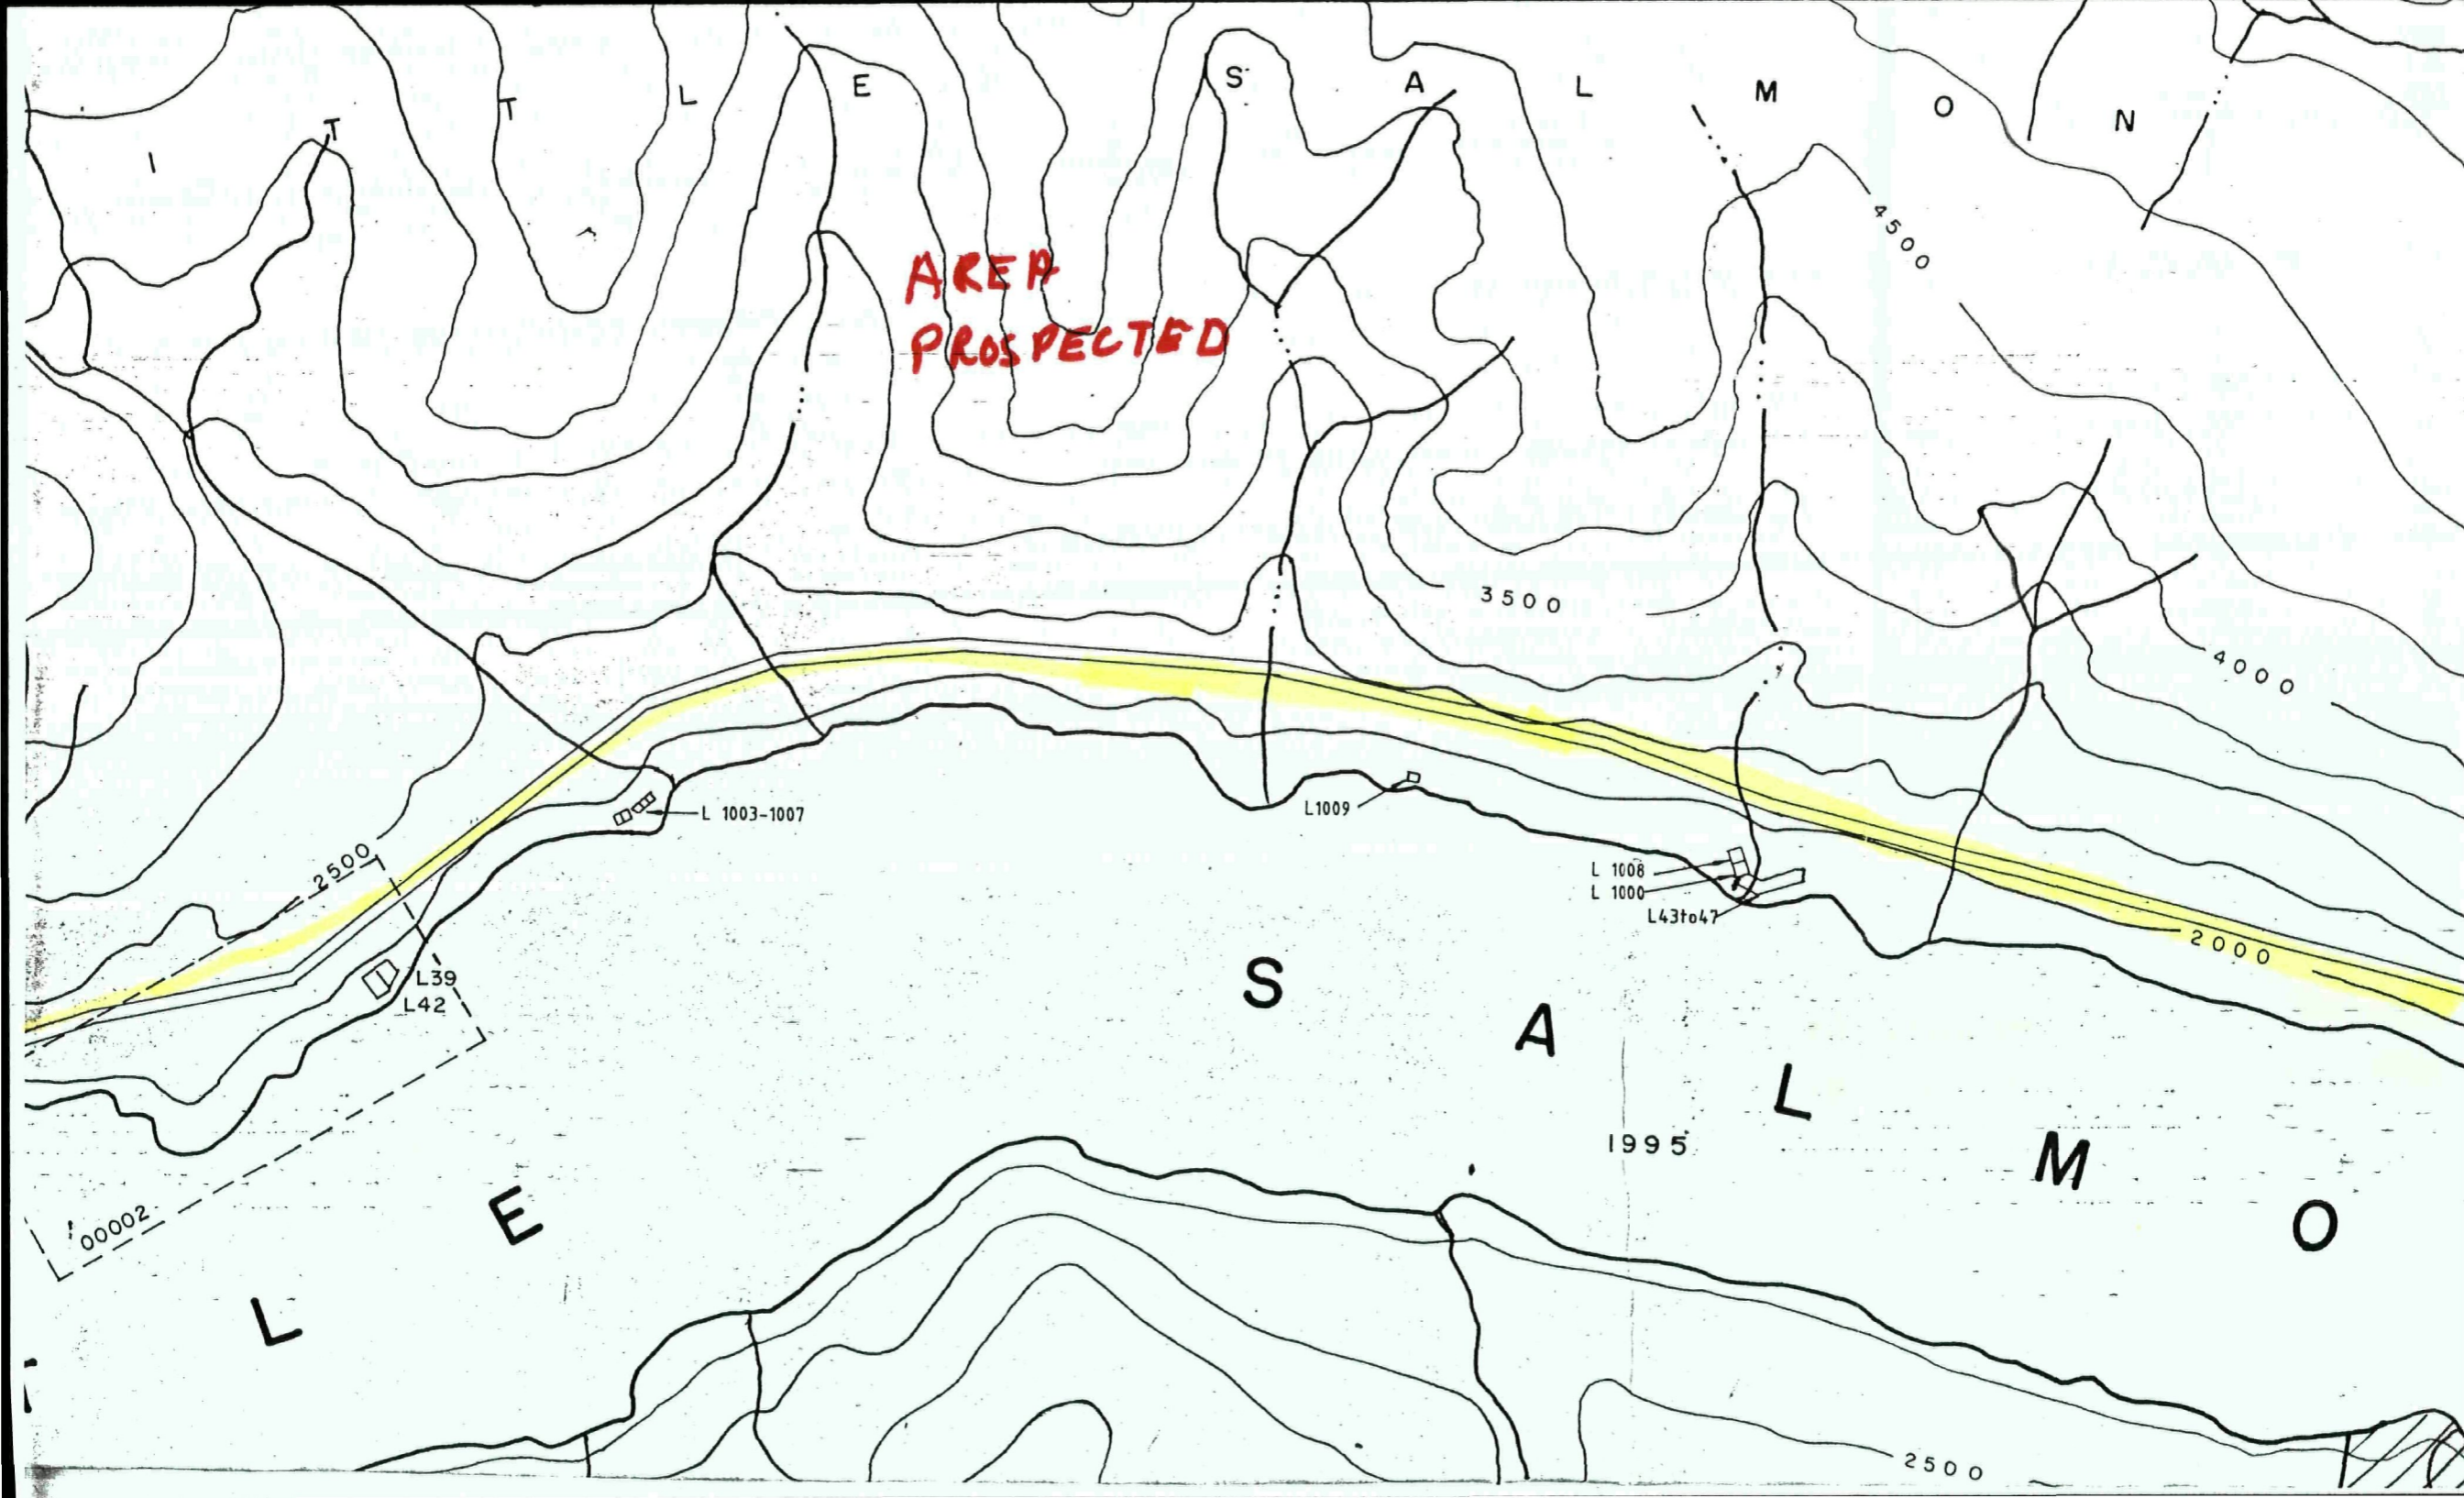 I T T L E S A L M O N
4500
AREA
PROSPECTED
3500
4000
L 1003-1007
L1009
2500
L 1008
L 1000
L43to47
2000
L39
L42
S A L M O
1995
00002
L E
2500